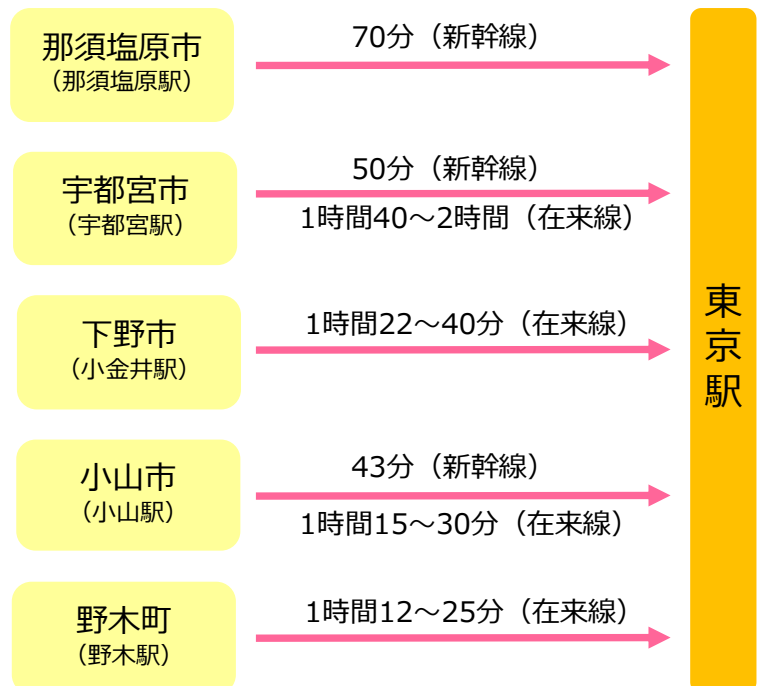 那須塩原市
（那須塩原駅）
70分（新幹線）
宇都宮市
（宇都宮駅）
50分（新幹線）
1時間40～2時間（在来線）
下野市
（小金井駅）
1時間22～40分（在来線）
小山市
（小山駅）
43分（新幹線）
1時間15～30分（在来線）
野木町
（野木駅）
1時間12～25分（在来線）
東京駅